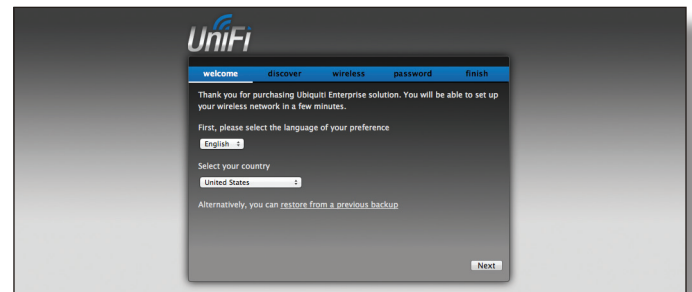 UniFi
welcome discover wireless password finish
Thank you for purchasing Ubiquiti Enterprise solution. You will be able to set up
your wireless network in a few minutes.
First, please select the language of your preference
English
Select your country
United States
Alternatively, you can restore from a previous backup
Next